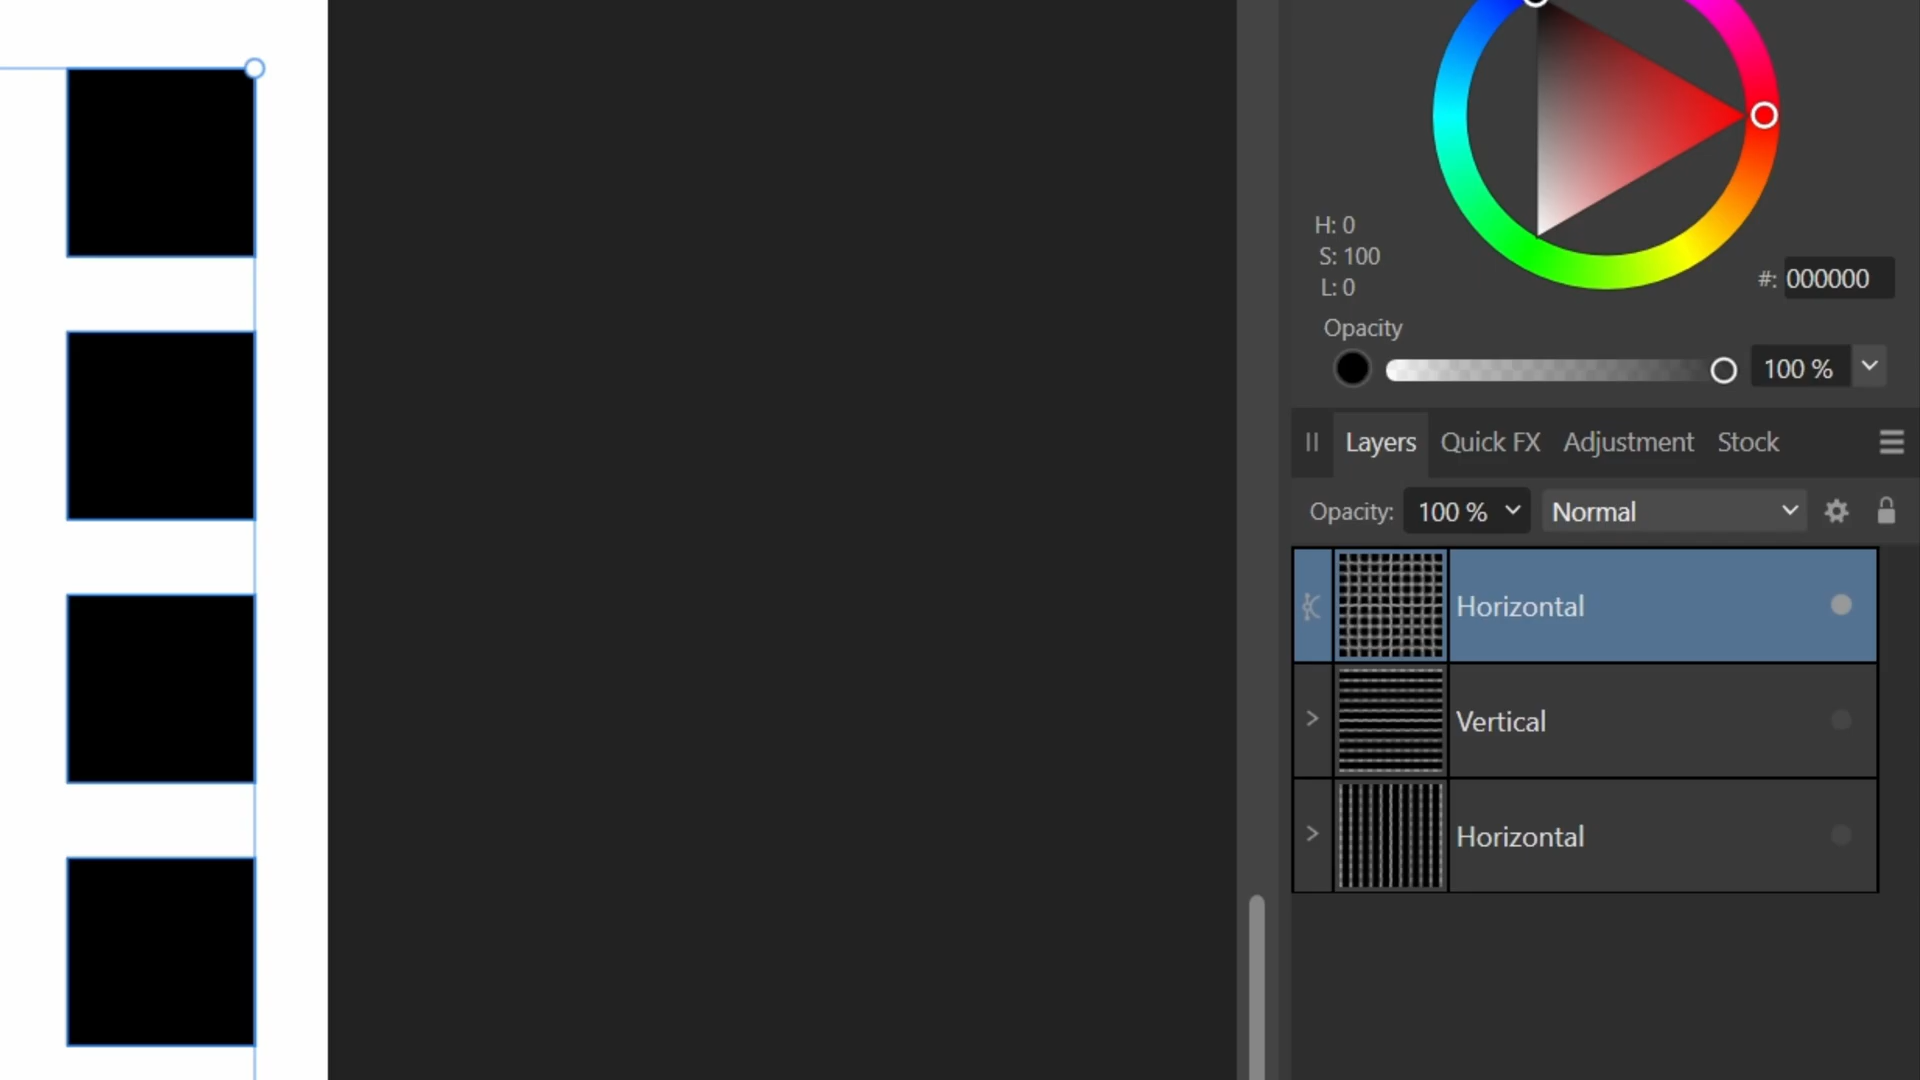 H: 0
S: 100
L: 0
#: 000000
Opacity
100 %
Layers Quick FX Adjustment Stock
Opacity: 100 % Normal
Horizontal
Vertical
Horizontal